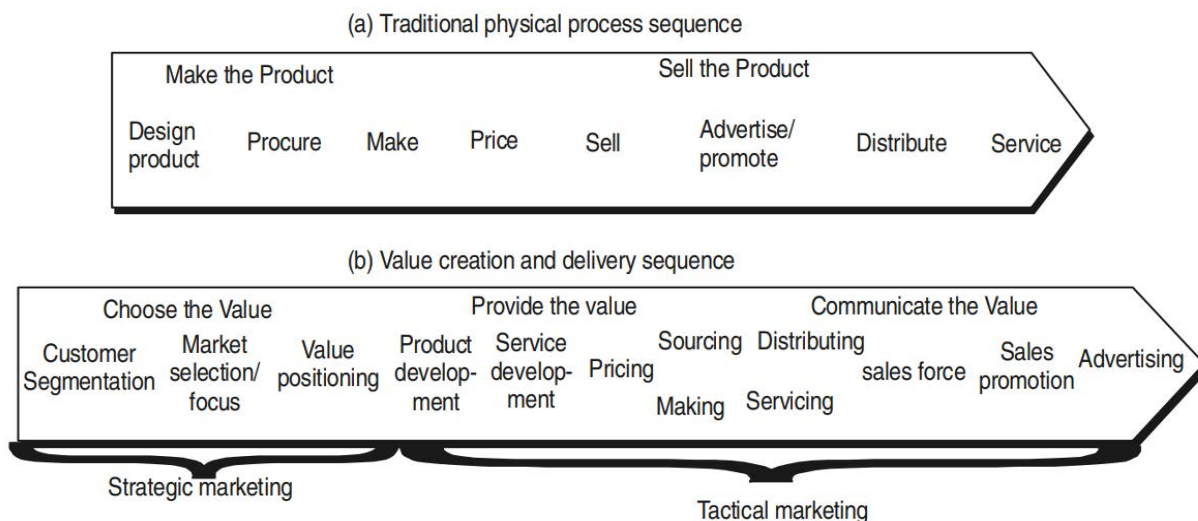 (a) Traditional physical process sequence
Make the Product
Sell the Product
Design
product
Procure
Make
Price
Sell
Advertise/
promote
Distribute
Service
(b) Value creation and delivery sequence
Choose the Value
Provide the value
Communicate the Value
Customer
Segmentation
Market
selection/
focus
Value
positioning
Product
develop-
ment
Service
develop-
ment
Pricing
Sourcing
Making
Distributing
Servicing
sales force
Sales
promotion
Advertising
Strategic marketing
Tactical marketing